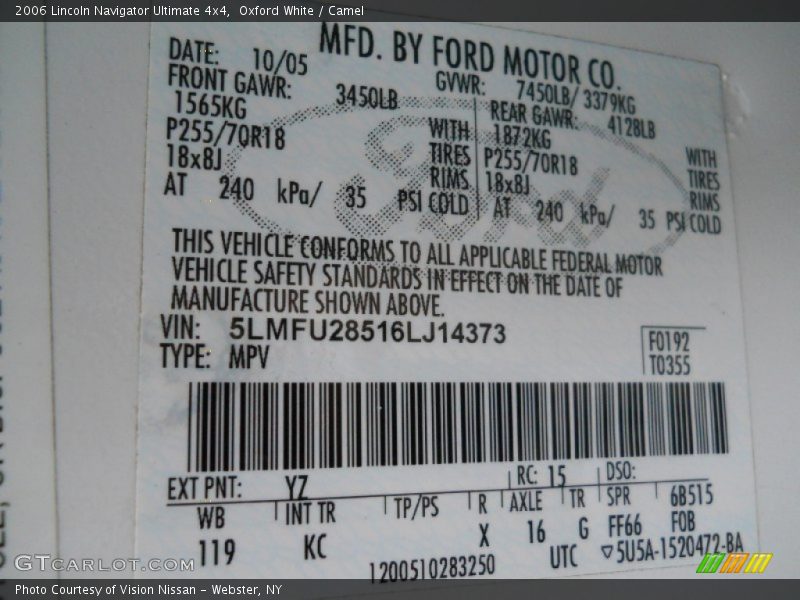 2006 Lincoln Navigator Ultimate 4x4,  Oxford White / Camel
MFD. BY FORD MOTOR CO.
DATE: 10/05 GVWR: 7450LB/ 3379KG
FRONT GAWR: 3450LB REAR GAWR: 4128LB
1565KG WITH 1872KG WITH
P255/70R18 TIRES P255/70R18 TIRES
18x8J RIMS 18x8J RIMS
AT 240 kPa/ 35 PSI COLD AT 240 kPa/ 35 PSI COLD
Ford
THIS VEHICLE CONFORMS TO ALL APPLICABLE FEDERAL MOTOR
VEHICLE SAFETY STANDARDS IN EFFECT ON THE DATE OF
MANUFACTURE SHOWN ABOVE.
VIN: 5LMFU28516LJ14373
TYPE: MPV
F0192
T0355
EXT PNT: YZ RC: 15 DSO:
WB INT TR TP/PS R AXLE TR SPR 6B515
119 KC X 16 G FF66 F0B
1200510283250 UTC ▽5U5A-1520472-BA
GTCarlot.com
Photo Courtesy of Vision Nissan – Webster, NY